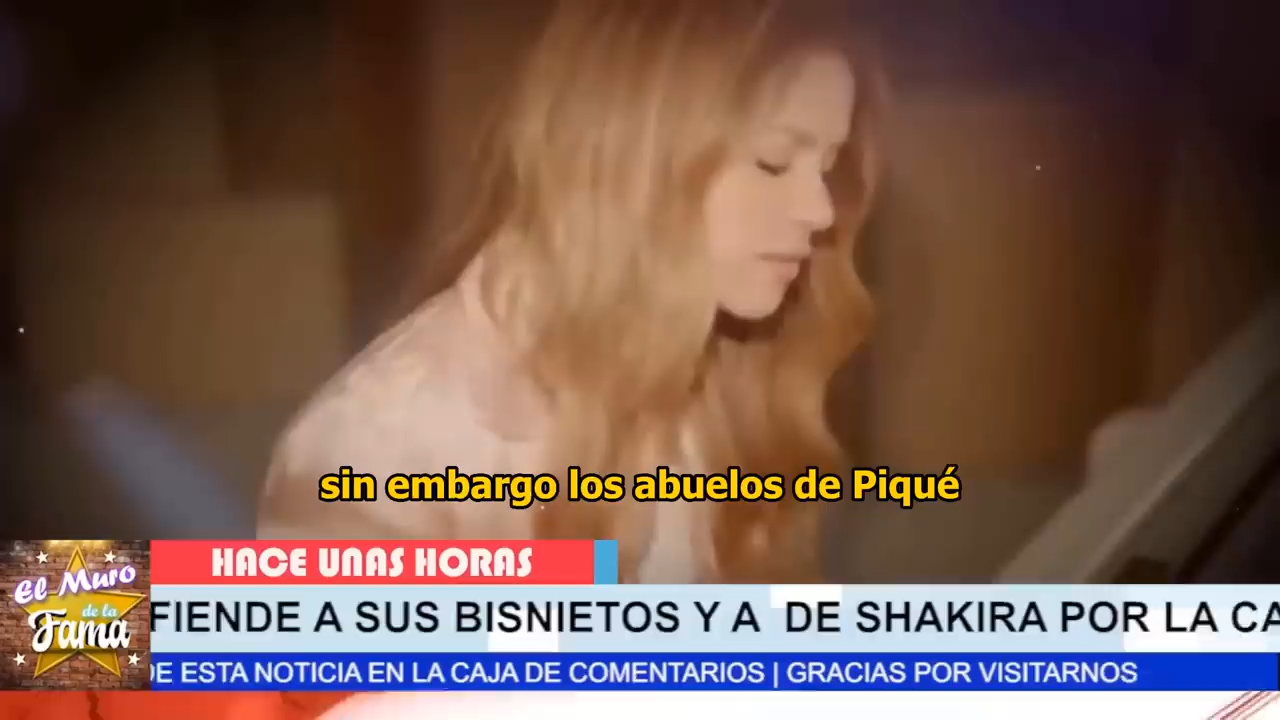 sin embargo los abuelos de Piqué
HACE UNAS HORAS
El Muro
de la
Fama
FIENDE A SUS BISNIETOS Y A DE SHAKIRA POR LA CA
DE ESTA NOTICIA EN LA CAJA DE COMENTARIOS | GRACIAS POR VISITARNOS